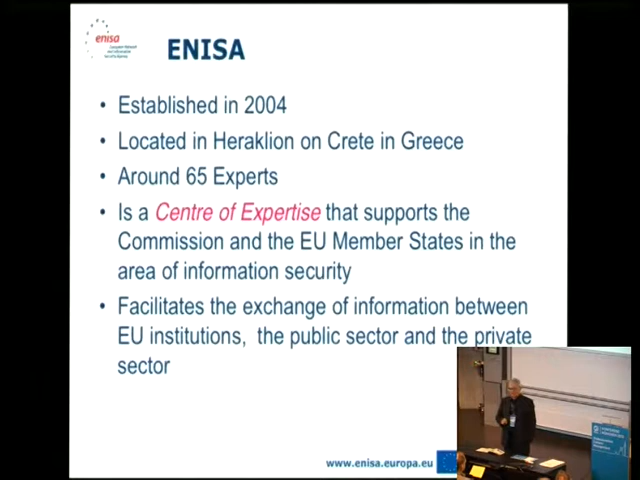 enisa
ENISA
• Established in 2004
• Located in Heraklion on Crete in Greece
• Around 65 Experts
• Is a Centre of Expertise that supports the
Commission and the EU Member States in the
area of information security
• Facilitates the exchange of information between
EU institutions, the public sector and the private
sector
www.enisa.europa.eu